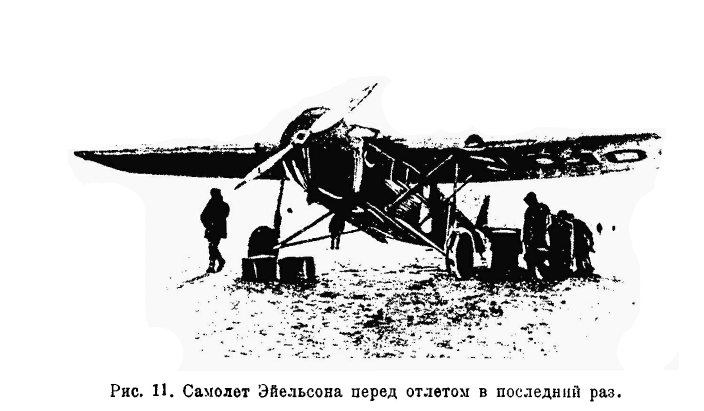 Рис. 11. Самолет Эйельсона перед отлетом в последний раз.